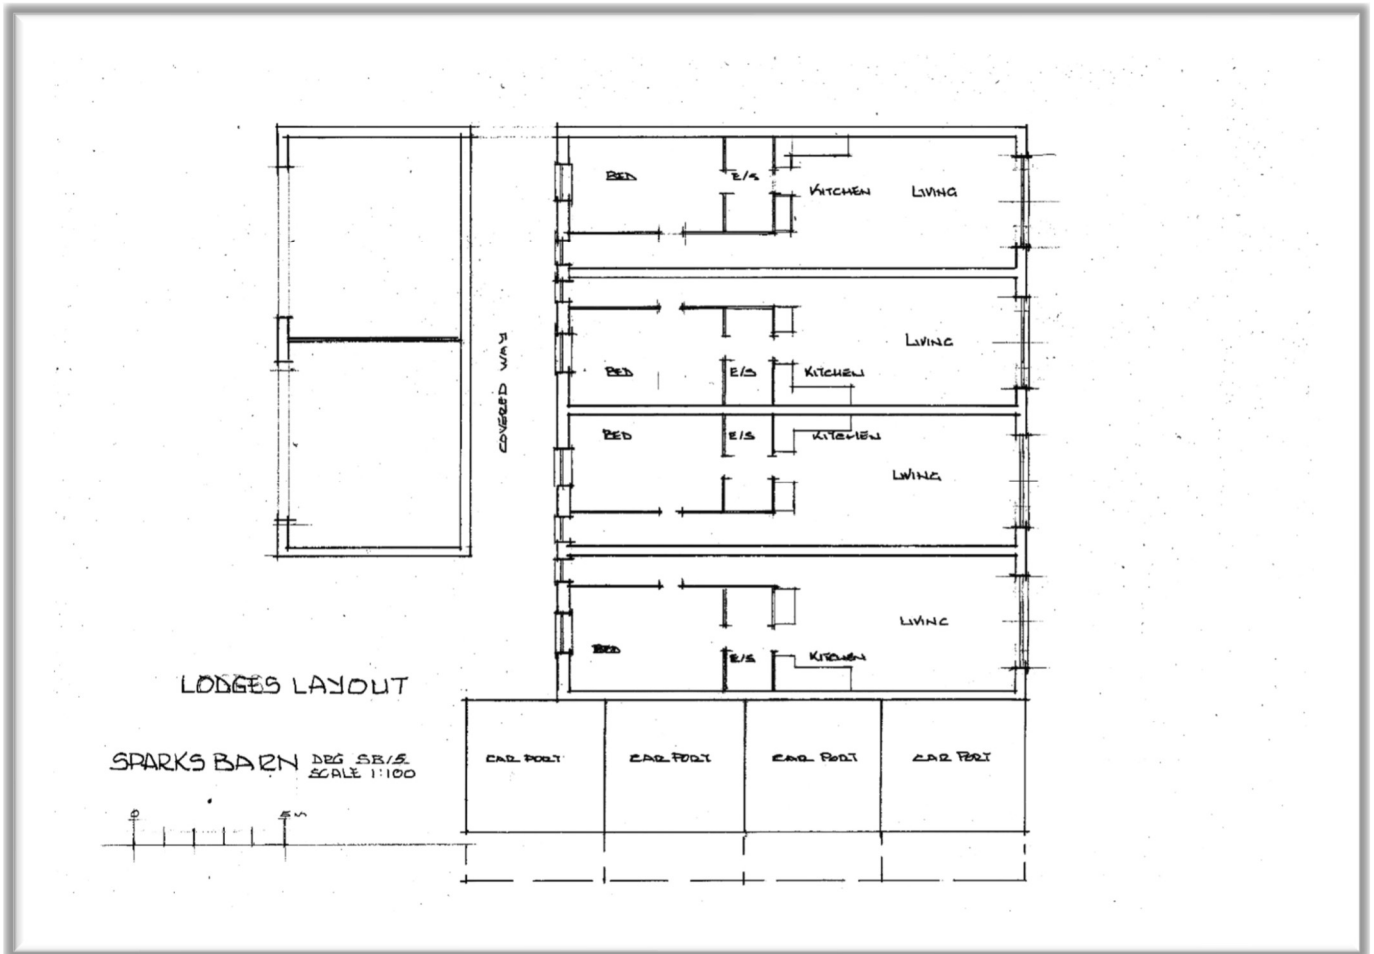 BED E/S KITCHEN LIVING
LIVING
COVERED WAY
BED E/S KITCHEN
BED E/S KITCHEN
LIVING
LIVING
BED E/S KITCHEN
LODGES LAYOUT
CAR PORT CAR PORT CAR PORT CAR PORT
SPARKS BARN DRG SB/5
SCALE 1:100
0 5 M